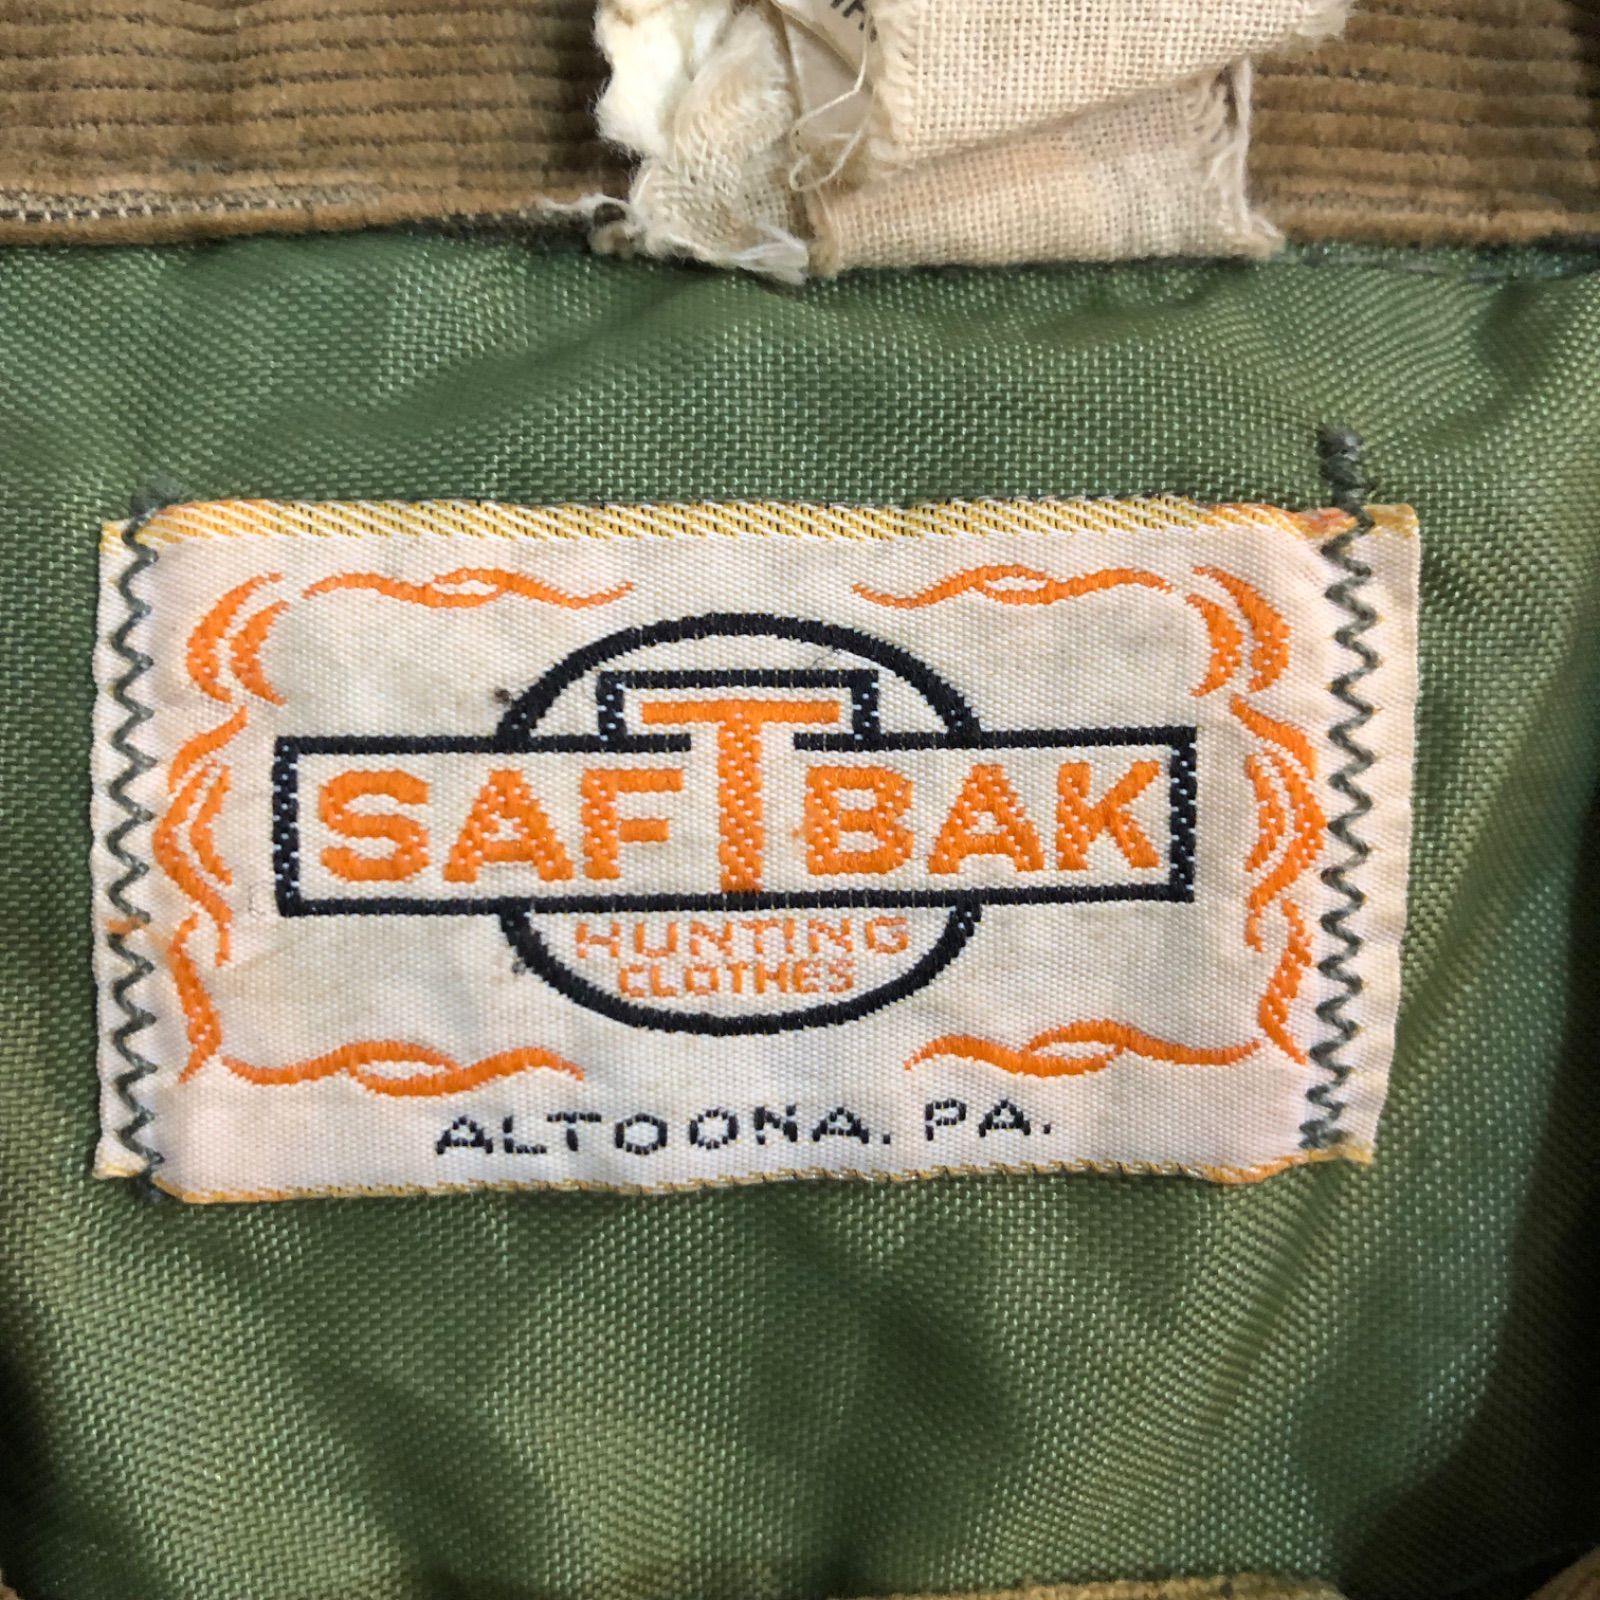 SAFTBAK
HUNTING
CLOTHES
ALTOONA, PA.